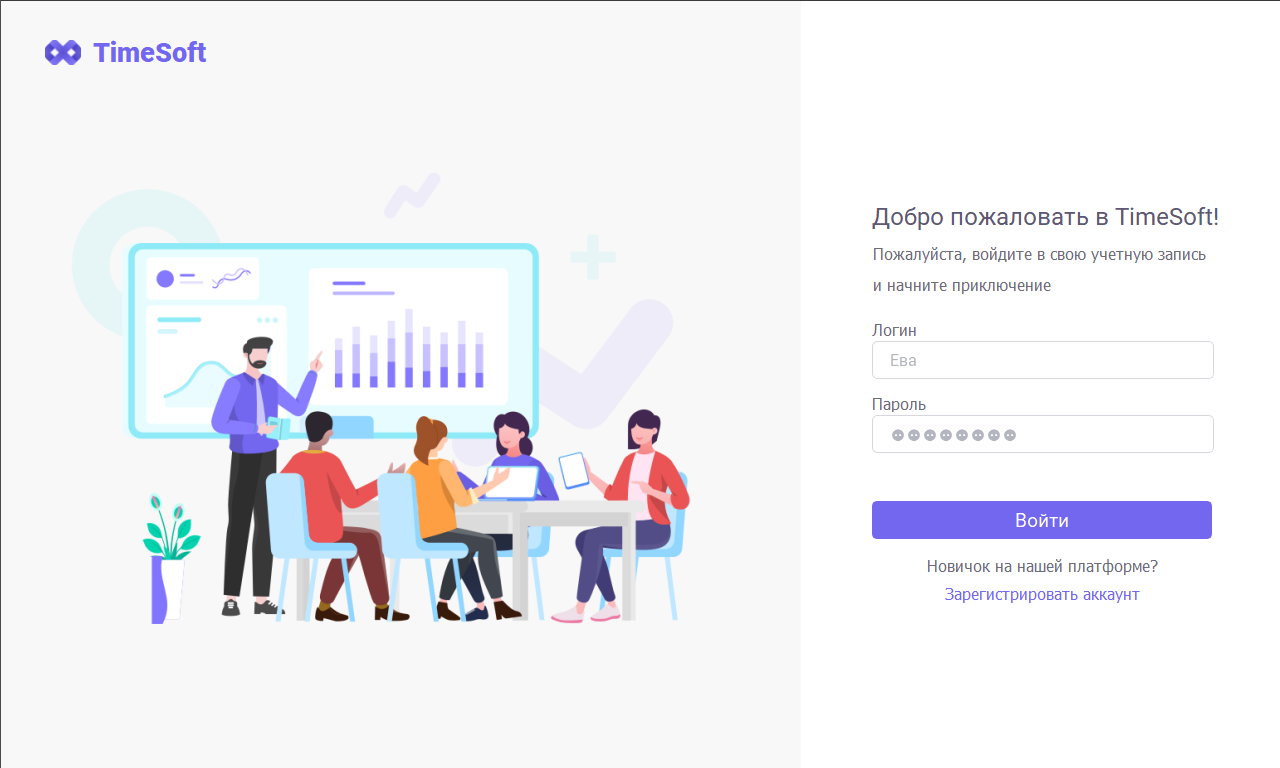 TimeSoft
Добро пожаловать в TimeSoft!
Пожалуйста, войдите в свою учетную запись
и начните приключение
Логин
Ева
Пароль
Войти
Новичок на нашей платформе?
Зарегистрировать аккаунт